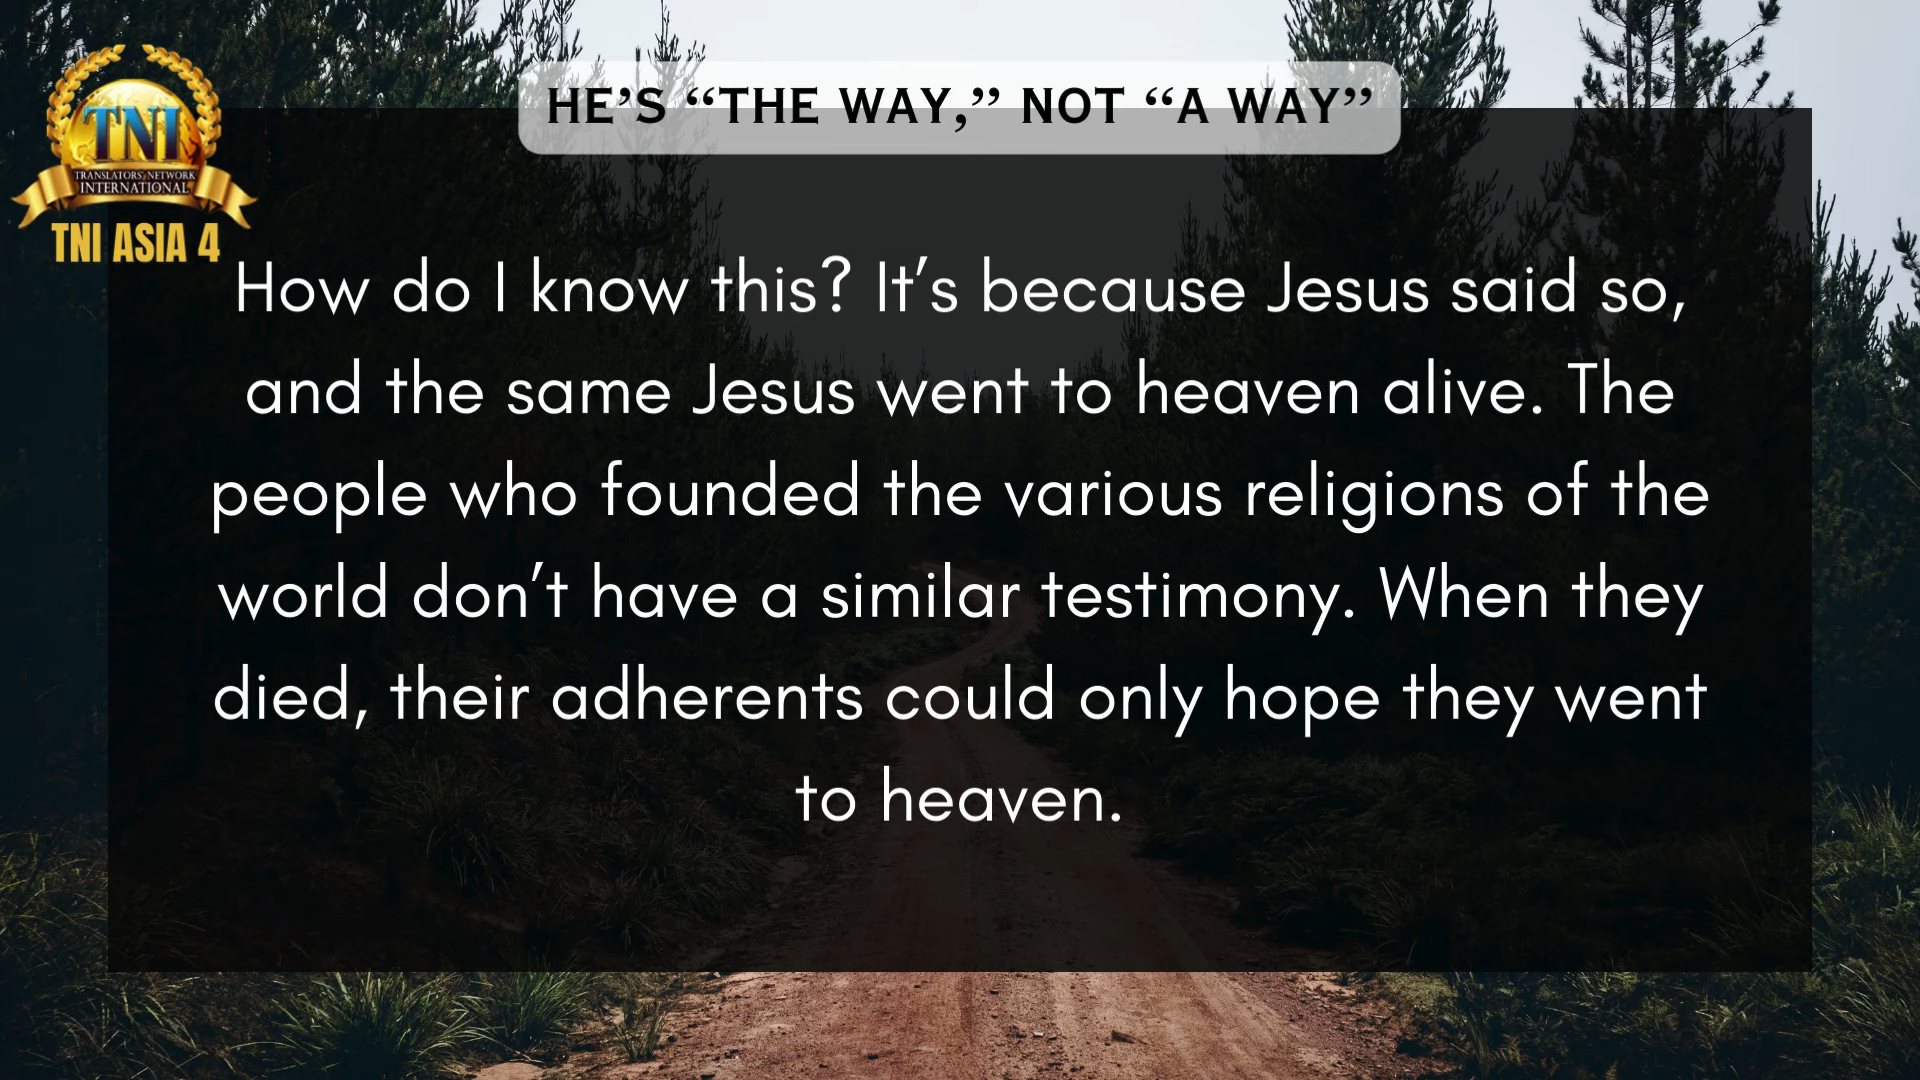 HE’S “THE WAY,” NOT “A WAY”
TNI
TRANSLATORS' NETWORK
INTERNATIONAL
TNI ASIA 4
How do I know this? It’s because Jesus said so,
and the same Jesus went to heaven alive. The
people who founded the various religions of the
world don’t have a similar testimony. When they
died, their adherents could only hope they went
to heaven.